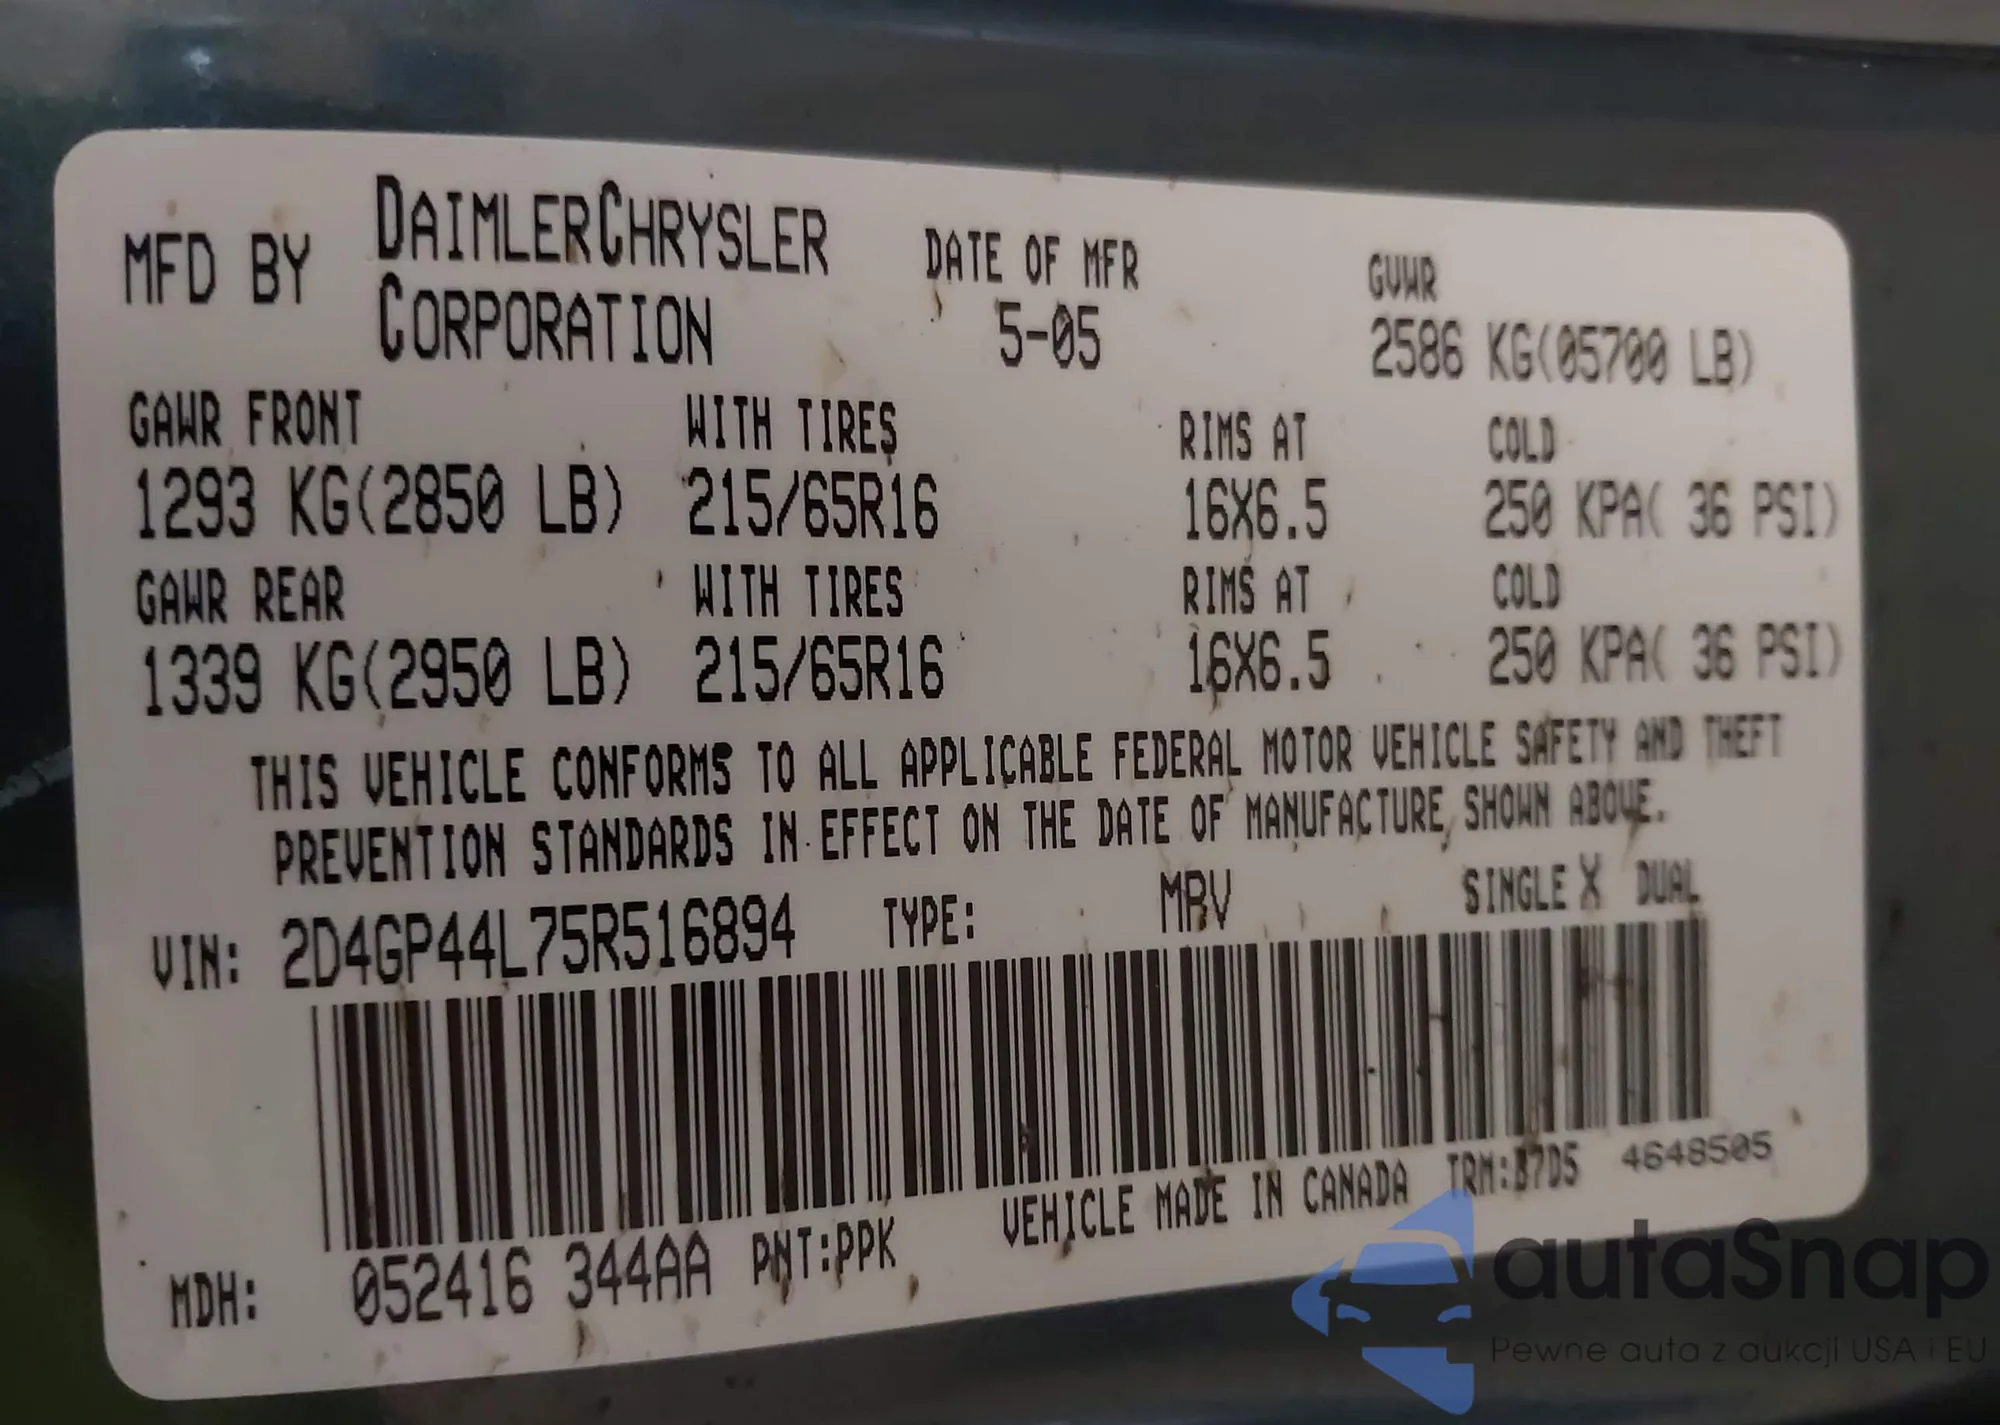 MFD BY DAIMLERCHRYSLER CORPORATION
DATE OF MFR 5-05
GVWR 2586 KG(05700 LB)
GAWR FRONT WITH TIRES RIMS AT COLD
1293 KG(2850 LB) 215/65R16 16X6.5 250 KPA( 36 PSI)
GAWR REAR WITH TIRES RIMS AT COLD
1339 KG(2950 LB) 215/65R16 16X6.5 250 KPA( 36 PSI)
THIS VEHICLE CONFORMS TO ALL APPLICABLE FEDERAL MOTOR VEHICLE SAFETY AND THEFT
PREVENTION STANDARDS IN EFFECT ON THE DATE OF MANUFACTURE SHOWN ABOVE.
VIN: 2D4GP44L75R516894 TYPE: MPV SINGLE X DUAL
VEHICLE MADE IN CANADA TRM: 4648505
MDH: 052416 344AA PNT:PPK
autaSnap
Pewne auta z aukcji USA i EU